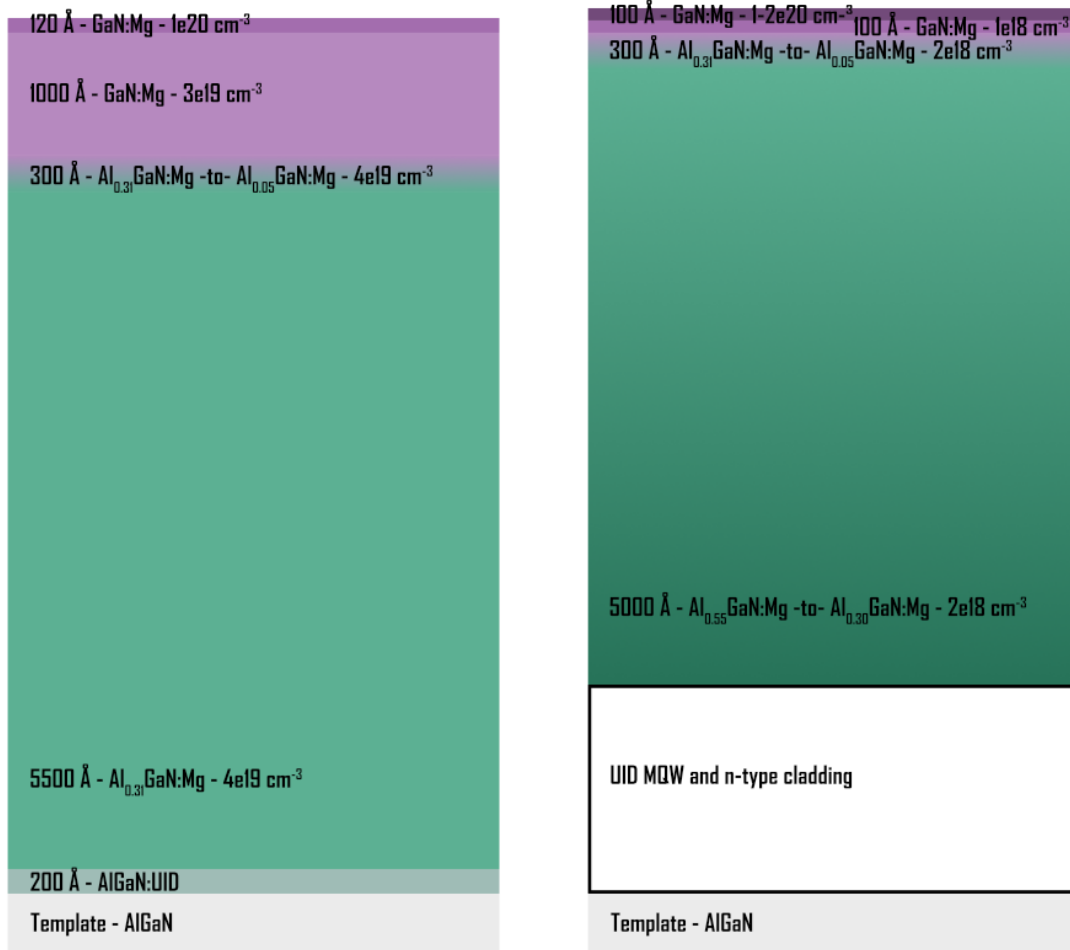 120 Å - GaN:Mg - 1e20 cm⁻³
1000 Å - GaN:Mg - 3e19 cm⁻³
300 Å - Al₀.₃₁GaN:Mg -to- Al₀.₀₅GaN:Mg - 4e19 cm⁻³
5500 Å - Al₀.₃₁GaN:Mg - 4e19 cm⁻³
200 Å - AlGaN:UID
Template - AlGaN
100 Å - GaN:Mg - 1-2e20 cm-³
100 Å - GaN:Mg - 1e18 cm⁻³
300 Å - Al₀.₃₁GaN:Mg -to- Al₀.₀₅GaN:Mg - 2e18 cm⁻³
5000 Å - Al₀.₅₅GaN:Mg -to- Al₀.₃₀GaN:Mg - 2e18 cm⁻³
UID MQW and n-type cladding
Template - AlGaN